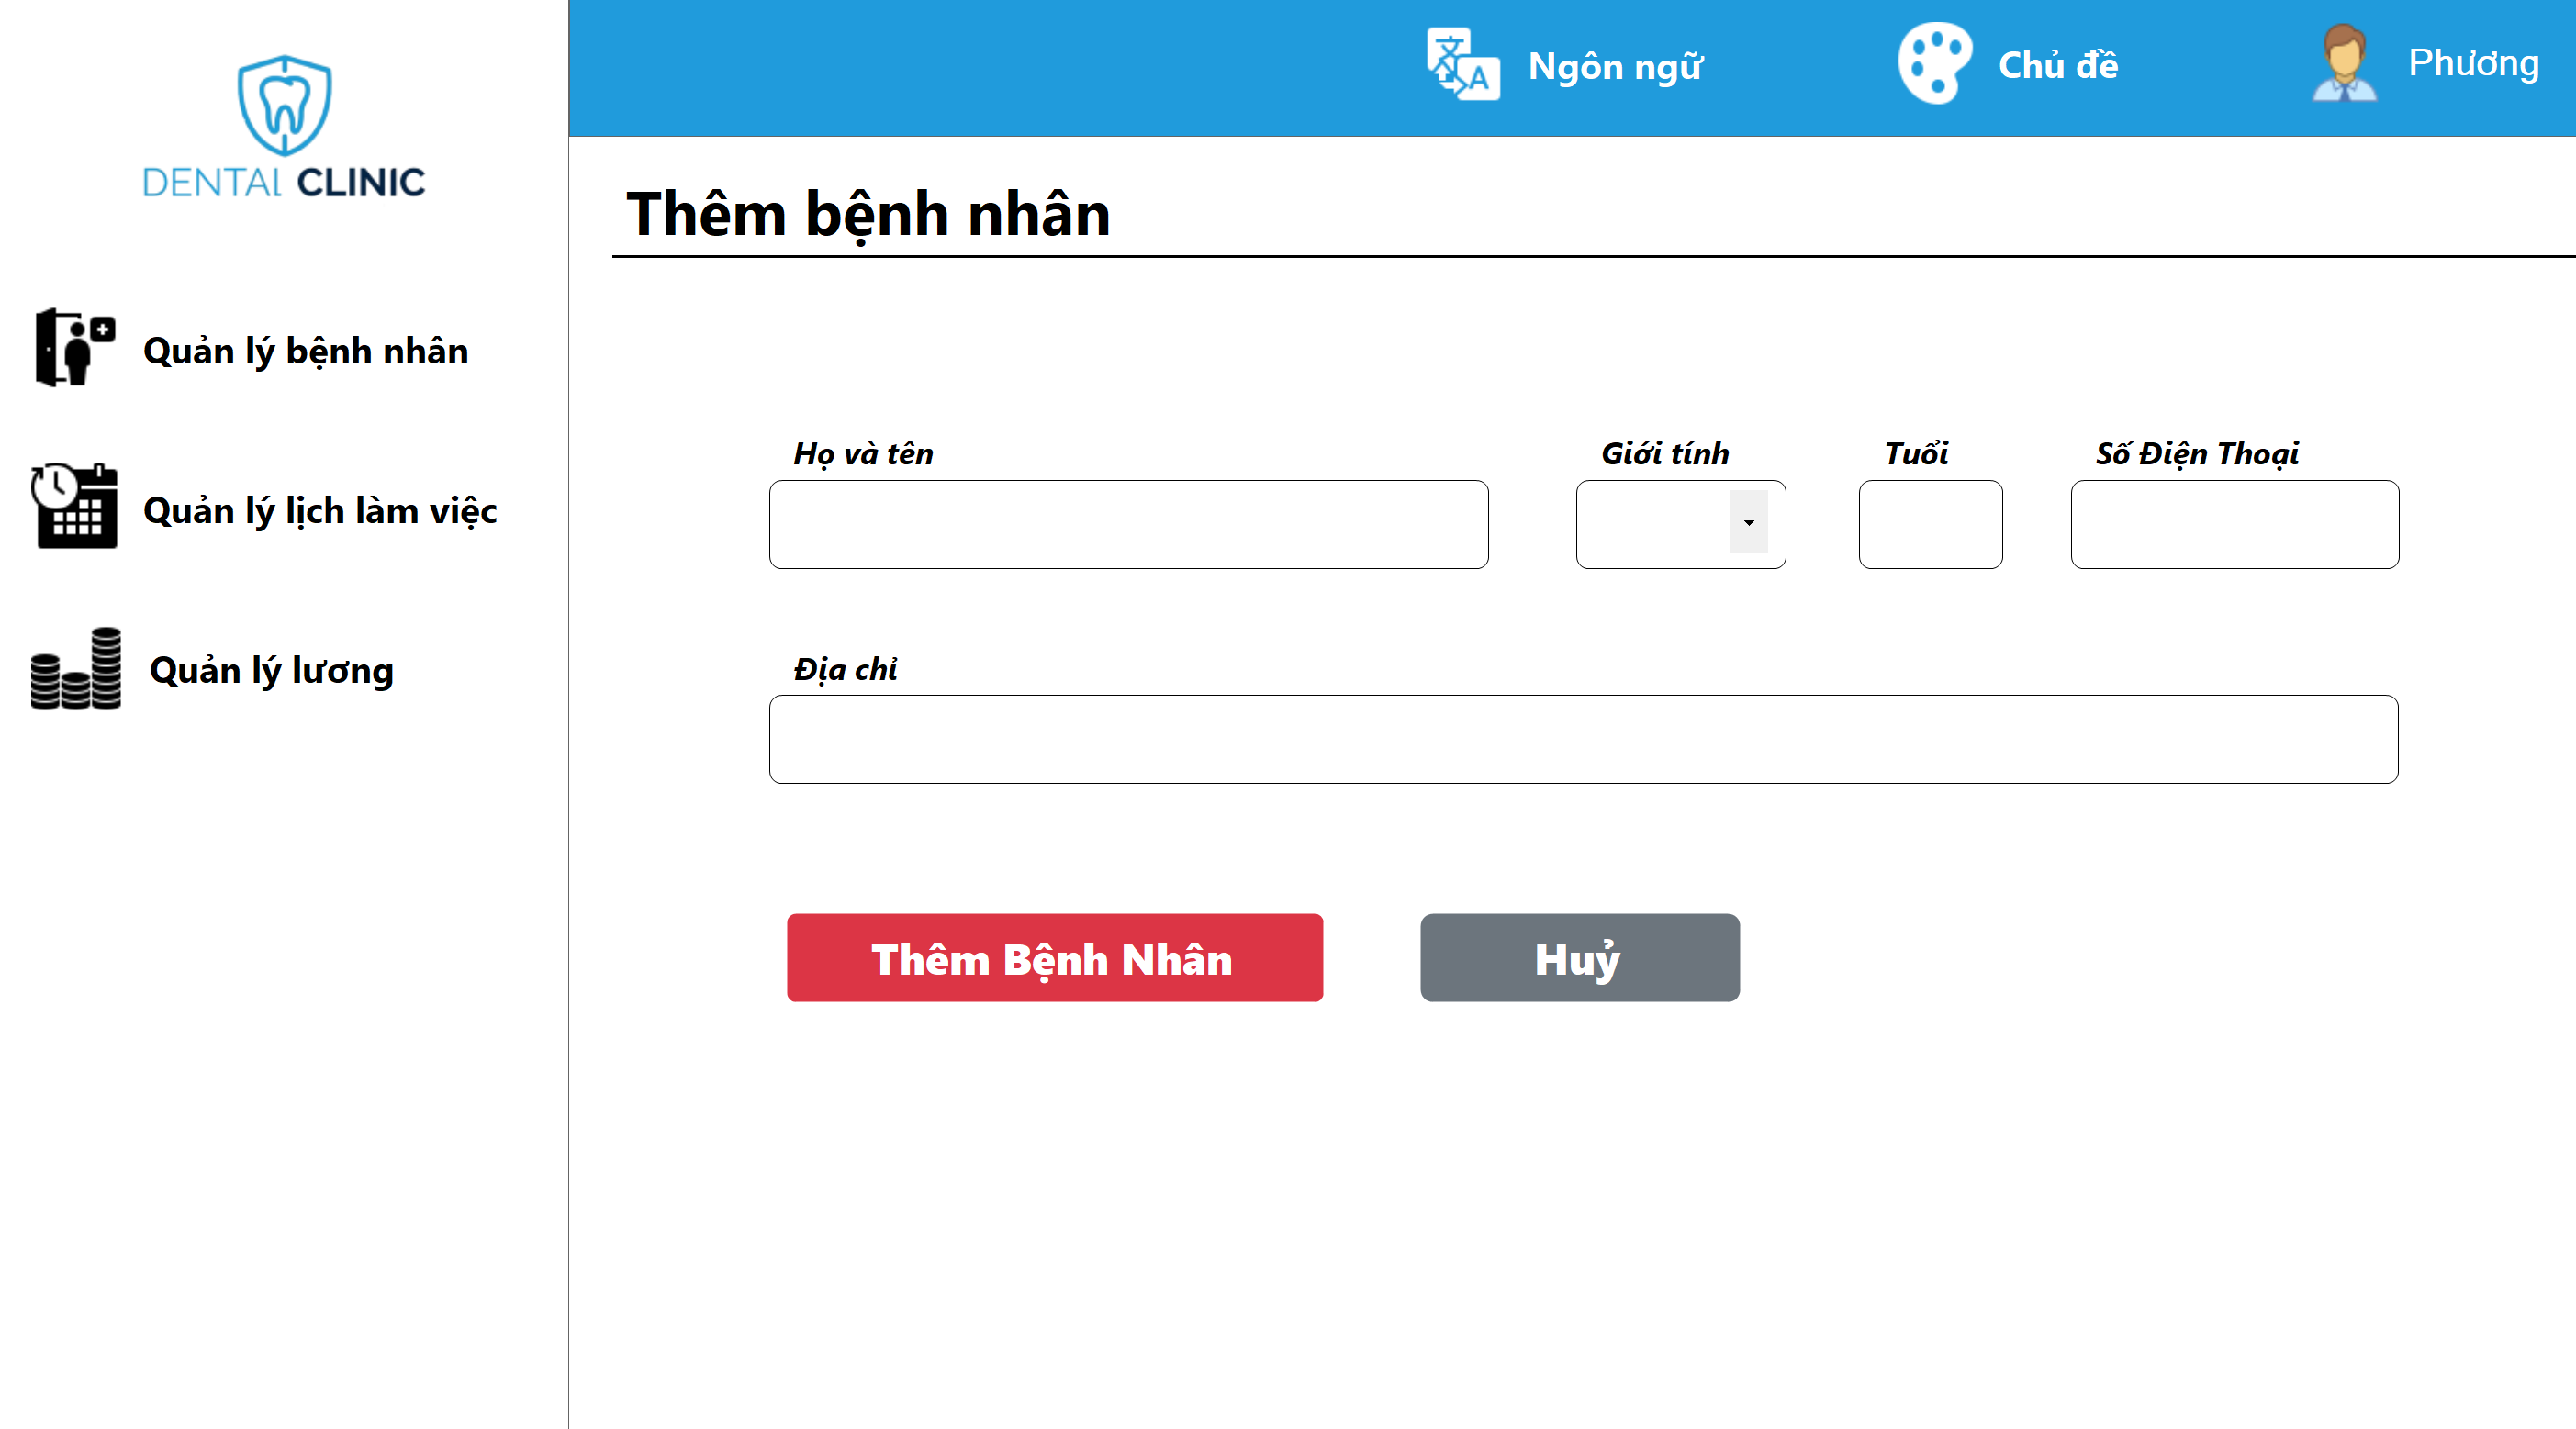 DENTAL CLINIC
Ngôn ngữ
Chủ đề
Phương
Thêm bệnh nhân
Quản lý bệnh nhân
Quản lý lịch làm việc
Quản lý lương
Họ và tên
Giới tính
Tuổi
Số Điện Thoại
Địa chỉ
Thêm Bệnh Nhân
Huỷ